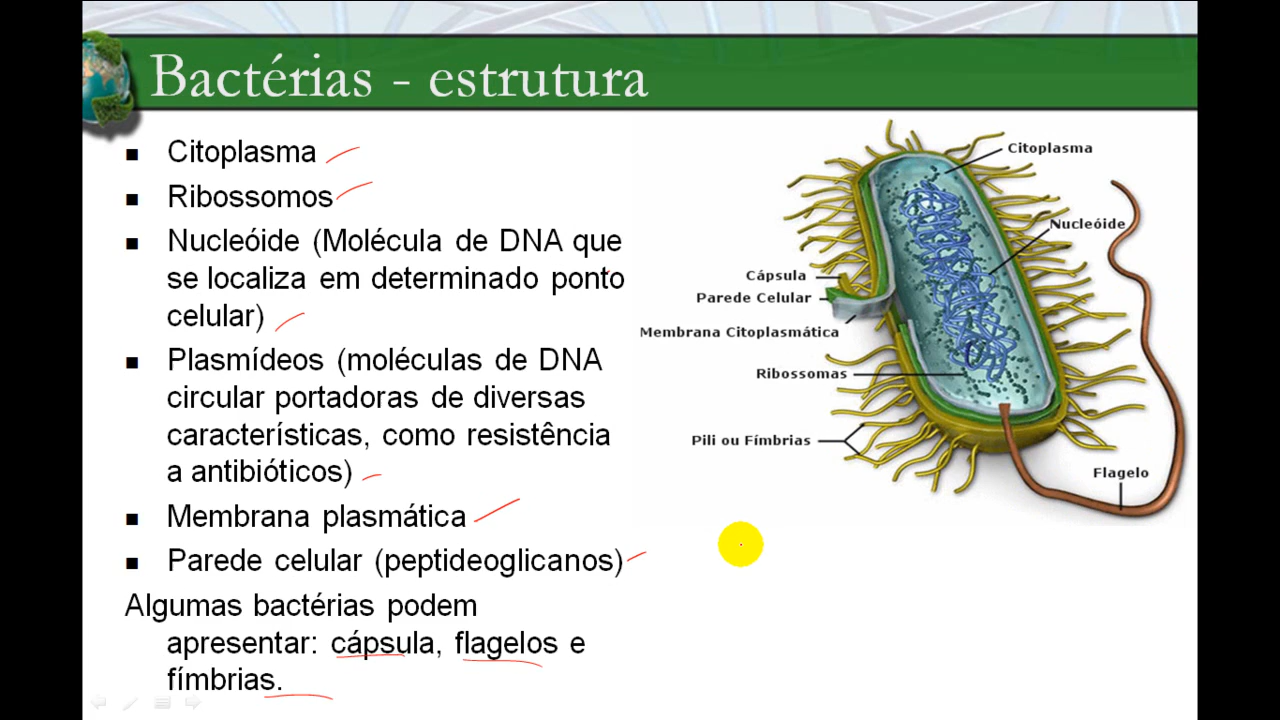 Bactérias - estrutura
Citoplasma
Ribossomos
Nucleóide (Molécula de DNA que
se localiza em determinado ponto
celular)
Plasmídeos (moléculas de DNA
circular portadoras de diversas
características, como resistência
a antibióticos)
Membrana plasmática
Parede celular (peptideoglicanos)
Algumas bactérias podem
apresentar: cápsula, flagelos e
fímbrias.
Citoplasma
Nucleóide
Cápsula
Parede Celular
Membrana Citoplasmática
Ribossomas
Pili ou Fímbrias
Flagelo